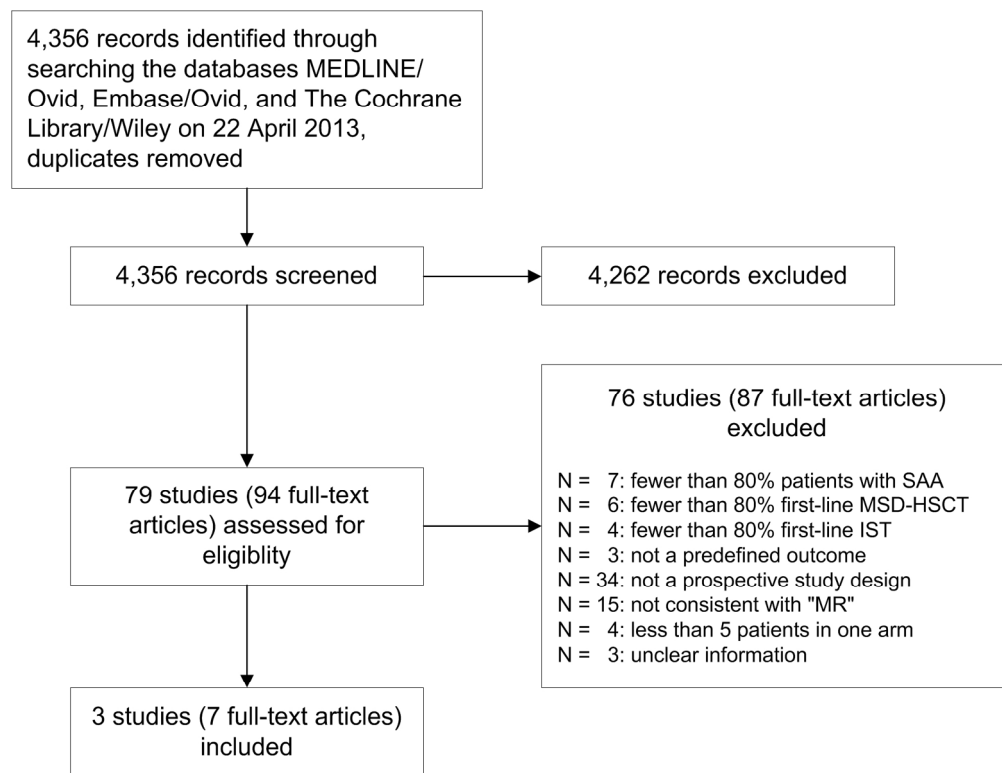 4,356 records identified through
searching the databases MEDLINE/
Ovid, Embase/Ovid, and The Cochrane
Library/Wiley on 22 April 2013,
duplicates removed
4,356 records screened
4,262 records excluded
79 studies (94 full-text
articles) assessed for
eligiblity
76 studies (87 full-text articles)
excluded
N = 7: fewer than 80% patients with SAA
N = 6: fewer than 80% first-line MSD-HSCT
N = 4: fewer than 80% first-line IST
N = 3: not a predefined outcome
N = 34: not a prospective study design
N = 15: not consistent with "MR"
N = 4: less than 5 patients in one arm
N = 3: unclear information
3 studies (7 full-text articles)
included